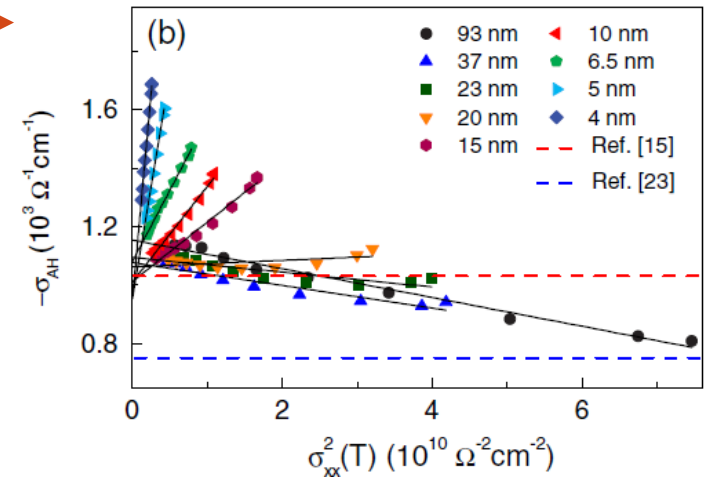 (b)
93 nm
37 nm
23 nm
20 nm
15 nm
10 nm
6.5 nm
5 nm
4 nm
Ref. [15]
Ref. [23]
−σAH (10³ Ω⁻¹cm⁻¹)
1.6
1.2
0.8
0 2 4 6
σ²xx(T) (10¹⁰ Ω⁻²cm⁻²)